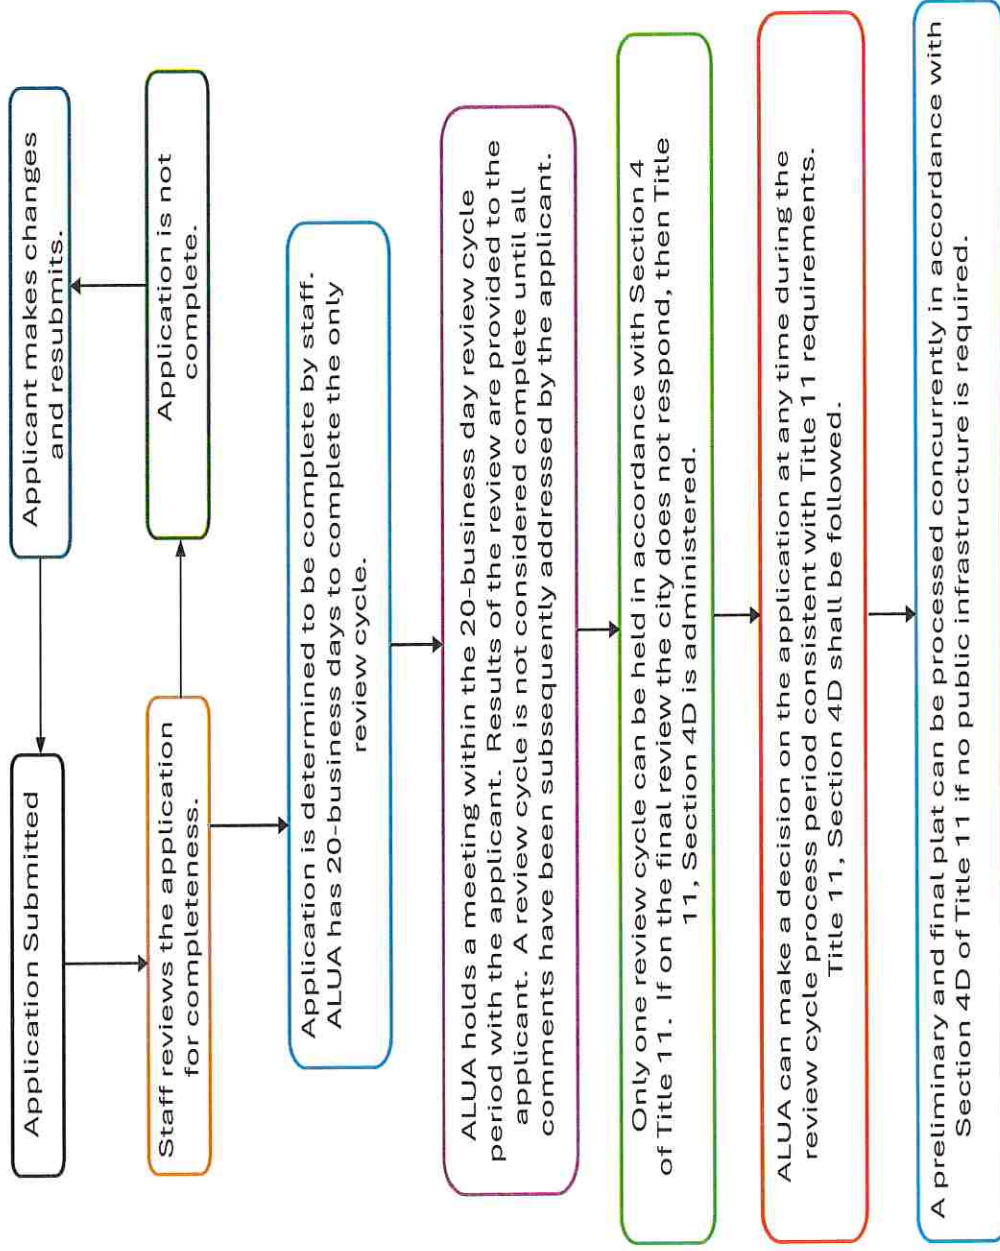 Application Submitted
Applicant makes changes
and resubmits.
Staff reviews the application
for completeness.
Application is not
complete.
Application is determined to be complete by staff.
ALUA has 20-business days to complete the only
review cycle.
ALUA holds a meeting within the 20-business day review cycle
period with the applicant. Results of the review are provided to the
applicant. A review cycle is not considered complete until all
comments have been subsequently addressed by the applicant.
Only one review cycle can be held in accordance with Section 4
of Title 11. If on the final review the city does not respond, then Title
11, Section 4D is administered.
ALUA can make a decision on the application at any time during the
review cycle process period consistent with Title 11 requirements.
Title 11, Section 4D shall be followed.
A preliminary and final plat can be processed concurrently in accordance with
Section 4D of Title 11 if no public infrastructure is required.